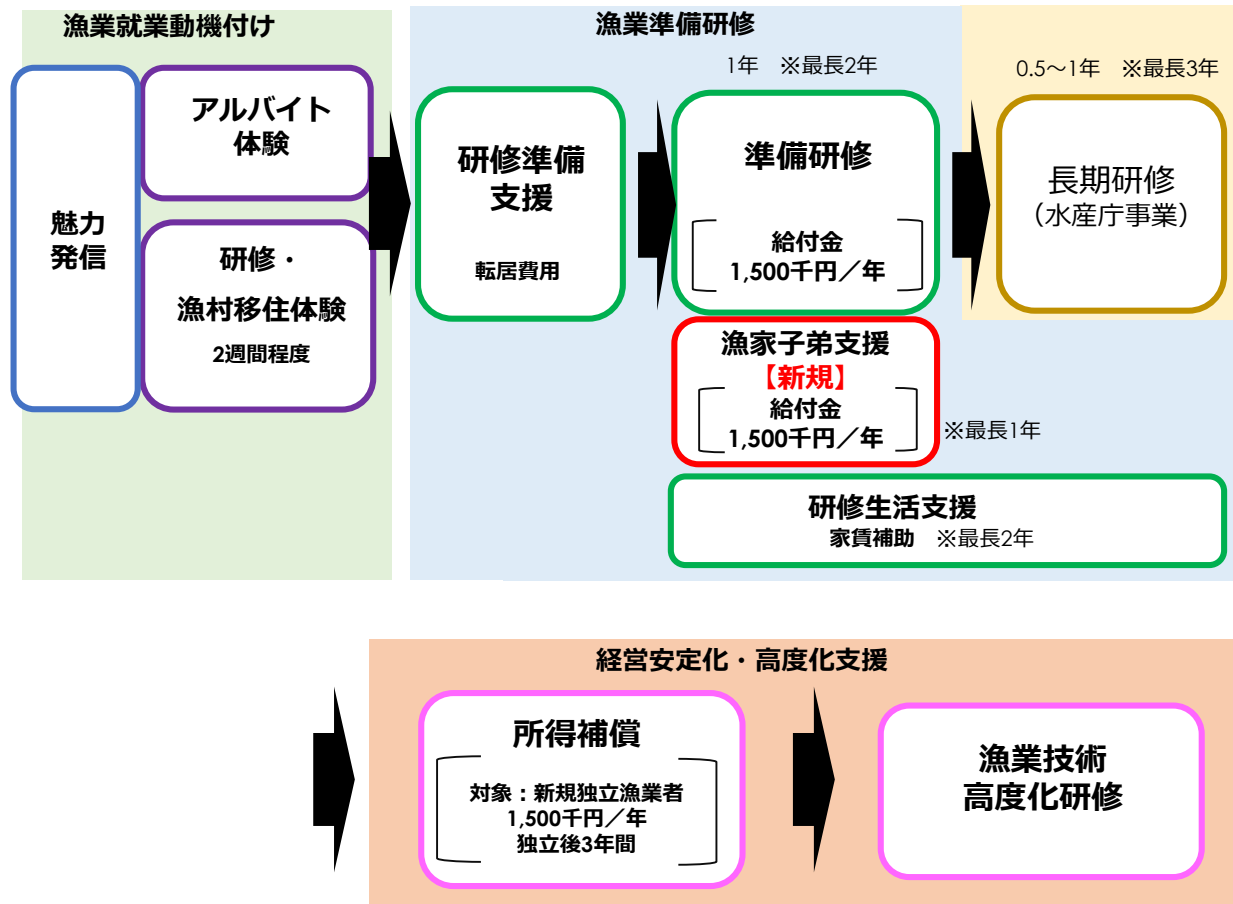 漁業就業動機付け
魅力
発信
アルバイト
体験
研修・
漁村移住体験
2週間程度
漁業準備研修
研修準備
支援
転居費用
1年　※最長2年
準備研修
給付金
1,500千円／年
0.5～1年　※最長3年
長期研修
（水産庁事業）
漁家子弟支援
【新規】
給付金
1,500千円／年
※最長1年
研修生活支援
家賃補助　※最長2年
経営安定化・高度化支援
所得補償
対象：新規独立漁業者
1,500千円／年
独立後3年間
漁業技術
高度化研修